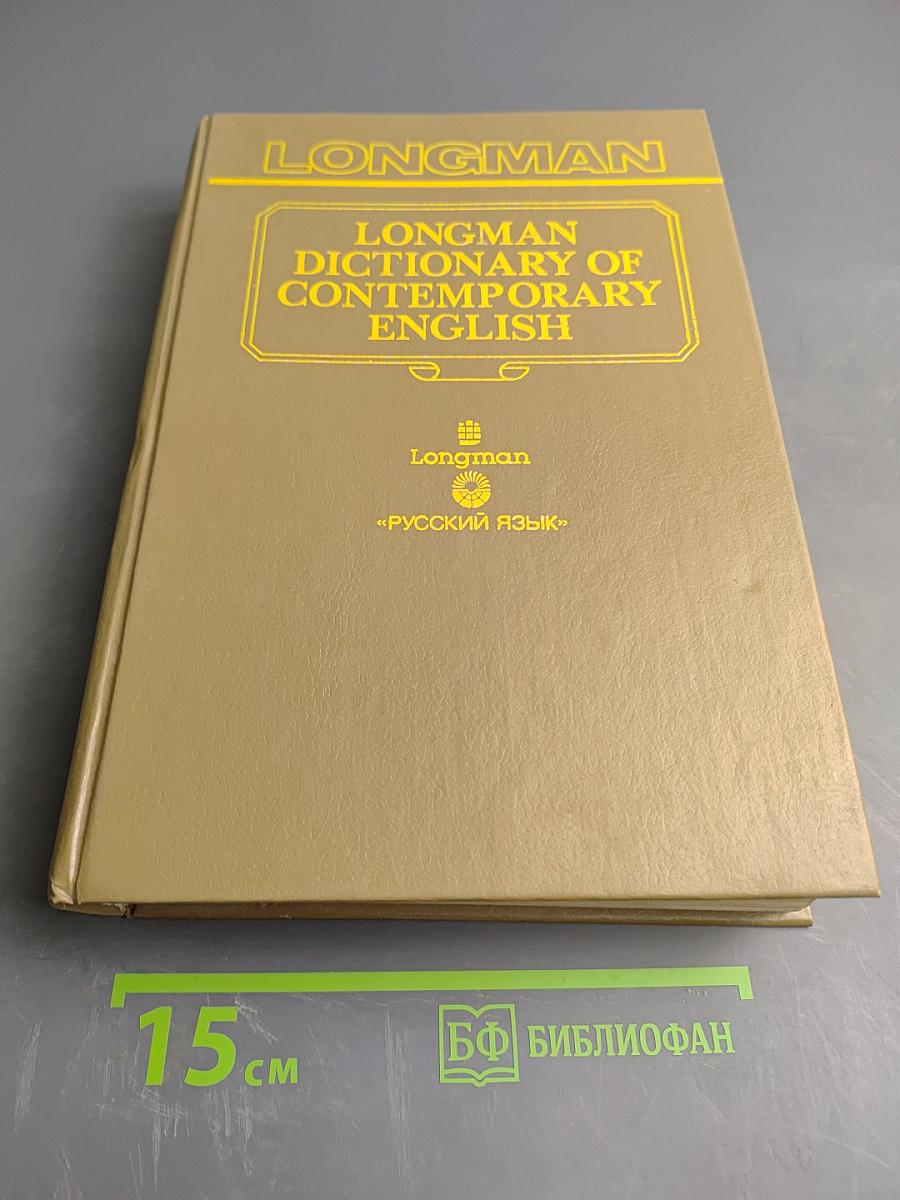 LONGMAN
LONGMAN
DICTIONARY OF
CONTEMPORARY
ENGLISH
Longman
«РУССКИЙ ЯЗЫК»
15 см
БФ БИБЛИОФАН